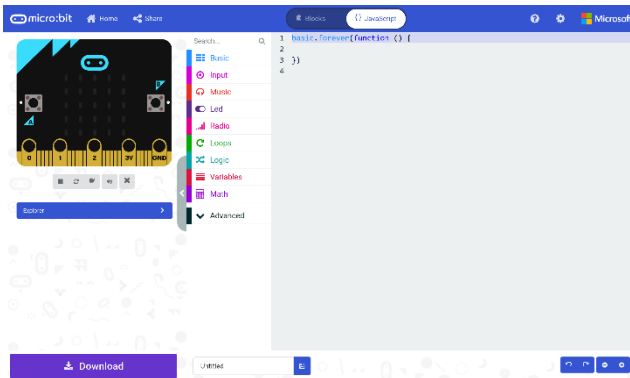 micro:bit Home Share
Blocks {} JavaScript
Microsoft
Search...
Basic
Input
Music
Led
Radio
Loops
Logic
Variables
Math
Advanced
1 basic.forever(function () {
2
3 })
4
B
A
0 1 2 3V GND
Explorer
Download
Untitled